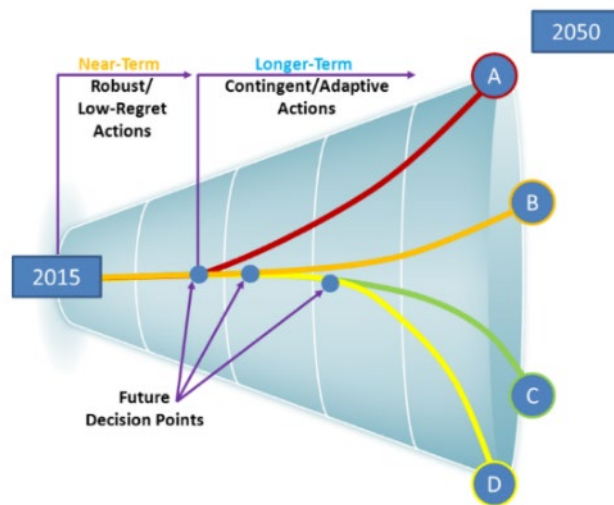 2050
Near-Term
Robust/
Low-Regret
Actions
Longer-Term
Contingent/Adaptive
Actions
A
B
2015
Future
Decision Points
C
D